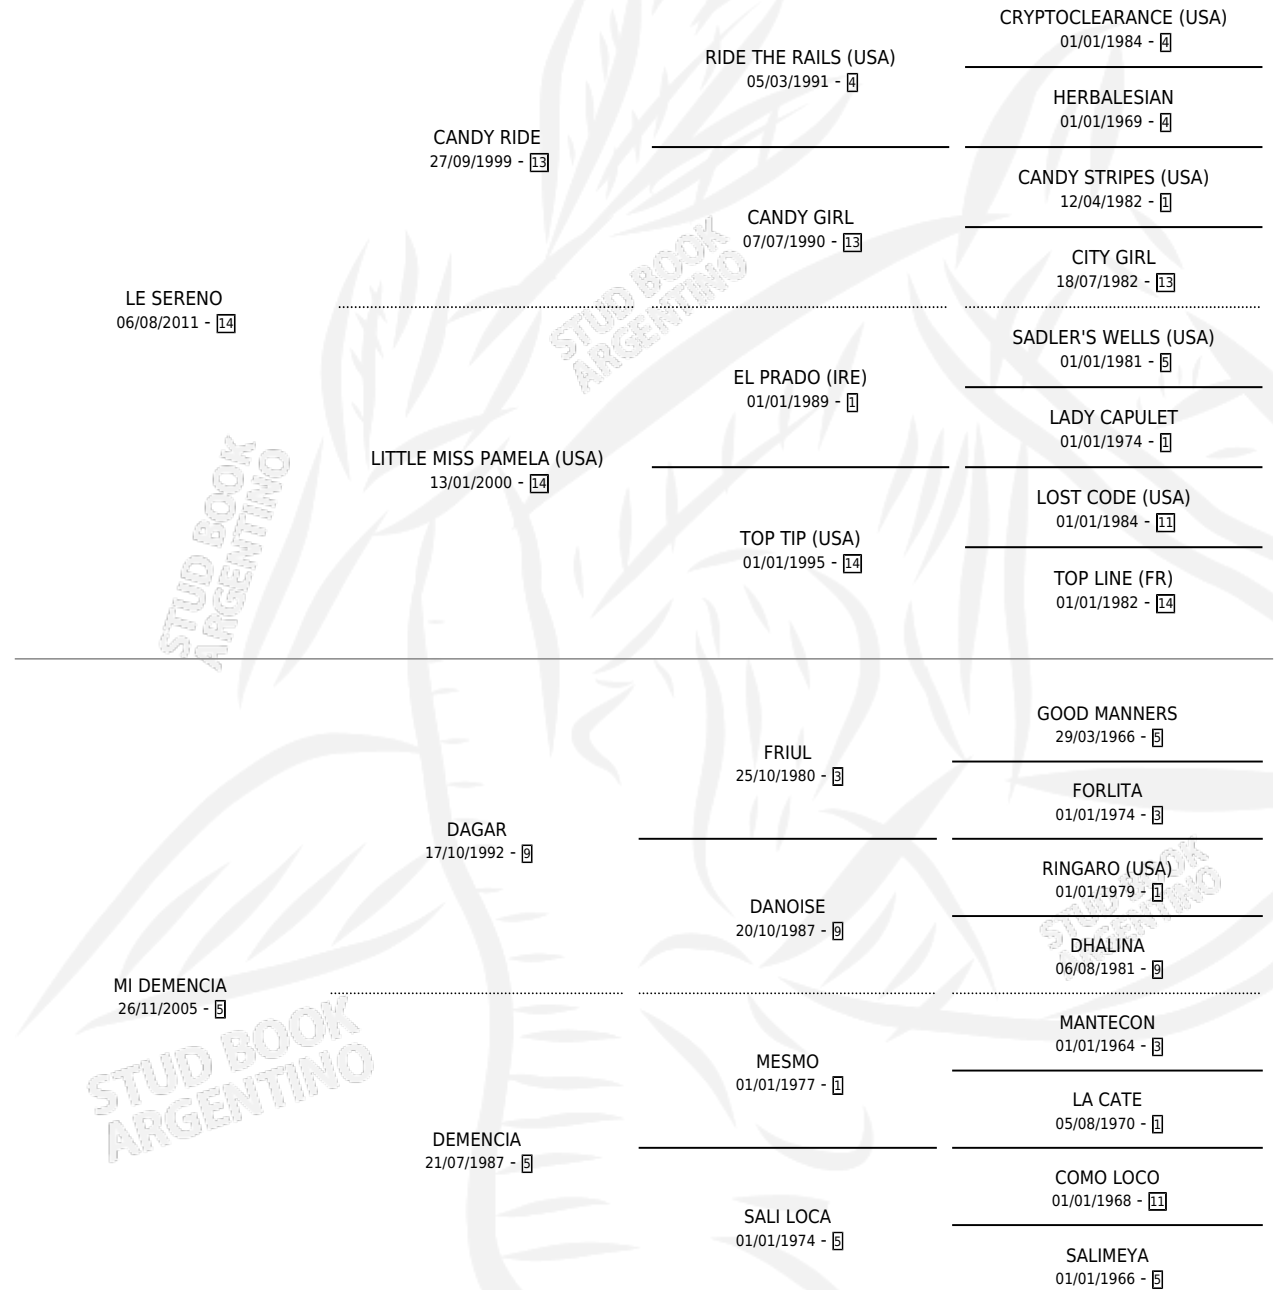 CRYPTOCLEARANCE (USA)
01/01/1984 - 4
RIDE THE RAILS (USA)
05/03/1991 - 4
HERBALESIAN
01/01/1969 - 4
CANDY RIDE
27/09/1999 - 13
CANDY STRIPES (USA)
12/04/1982 - 1
CANDY GIRL
07/07/1990 - 13
CITY GIRL
18/07/1982 - 13
LE SERENO
06/08/2011 - 14
STUD BOOK
ARGENTINO
SADLER'S WELLS (USA)
01/01/1981 - 5
EL PRADO (IRE)
01/01/1989 - 1
LADY CAPULET
01/01/1974 - 1
LITTLE MISS PAMELA (USA)
13/01/2000 - 14
LOST CODE (USA)
01/01/1984 - 11
TOP TIP (USA)
01/01/1995 - 14
TOP LINE (FR)
01/01/1982 - 14
STUD BOOK
ARGENTINO
GOOD MANNERS
29/03/1966 - 5
FRIUL
25/10/1980 - 3
FORLITA
01/01/1974 - 3
DAGAR
17/10/1992 - 9
RINGARO (USA)
01/01/1979 - 1
DANOISE
20/10/1987 - 9
STUD BOOK
ARGENTINO
DHALINA
06/08/1981 - 9
MI DEMENCIA
26/11/2005 - 5
MANTECON
01/01/1964 - 3
MESMO
01/01/1977 - 1
LA CATE
05/08/1970 - 1
STUD BOOK
ARGENTINO
DEMENCIA
21/07/1987 - 5
COMO LOCO
01/01/1968 - 11
SALI LOCA
01/01/1974 - 5
SALIMEYA
01/01/1966 - 5